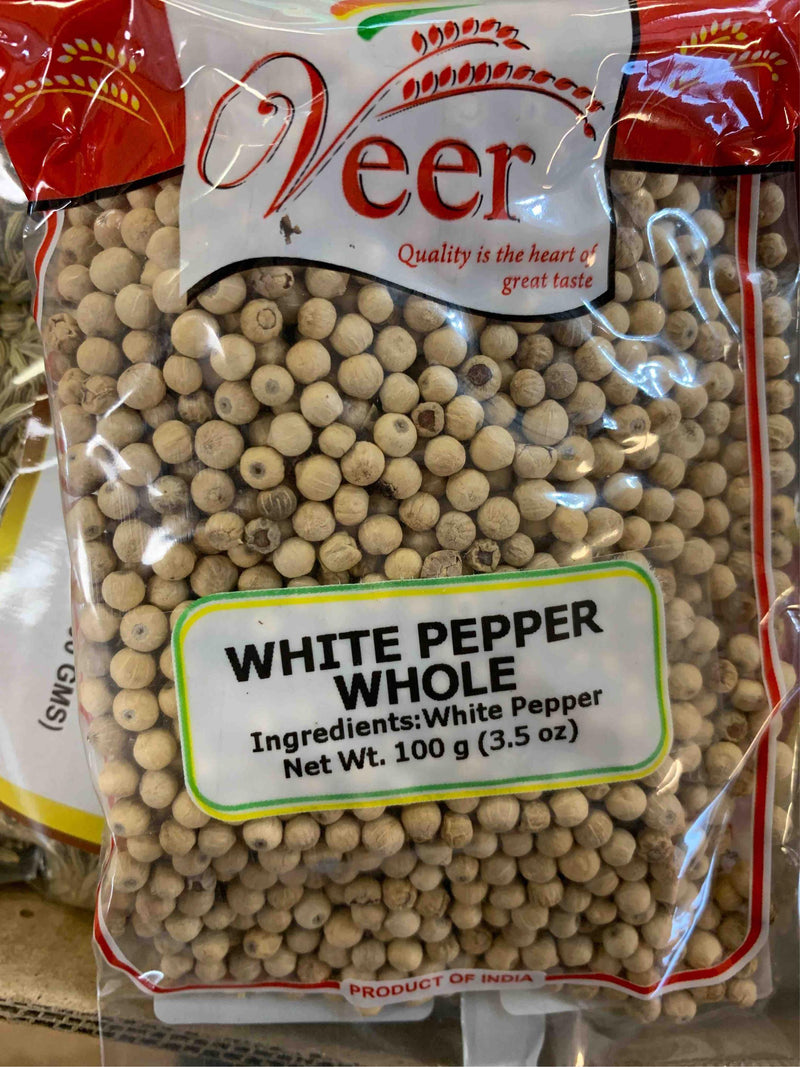 Veer
Quality is the heart of
great taste
WHITE PEPPER
WHOLE
Ingredients:White Pepper
Net Wt. 100 g (3.5 oz)
PRODUCT OF INDIA
GMS)